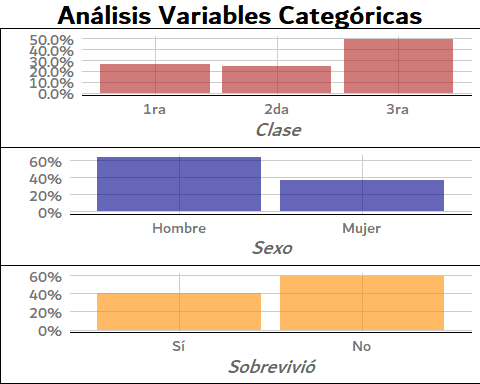 Análisis Variables Categóricas
50.0%
40.0%
30.0%
20.0%
10.0%
0.0%
1ra 2da 3ra
Clase
60%
40%
20%
0%
Hombre Mujer
Sexo
60%
40%
20%
0%
Sí No
Sobrevivió